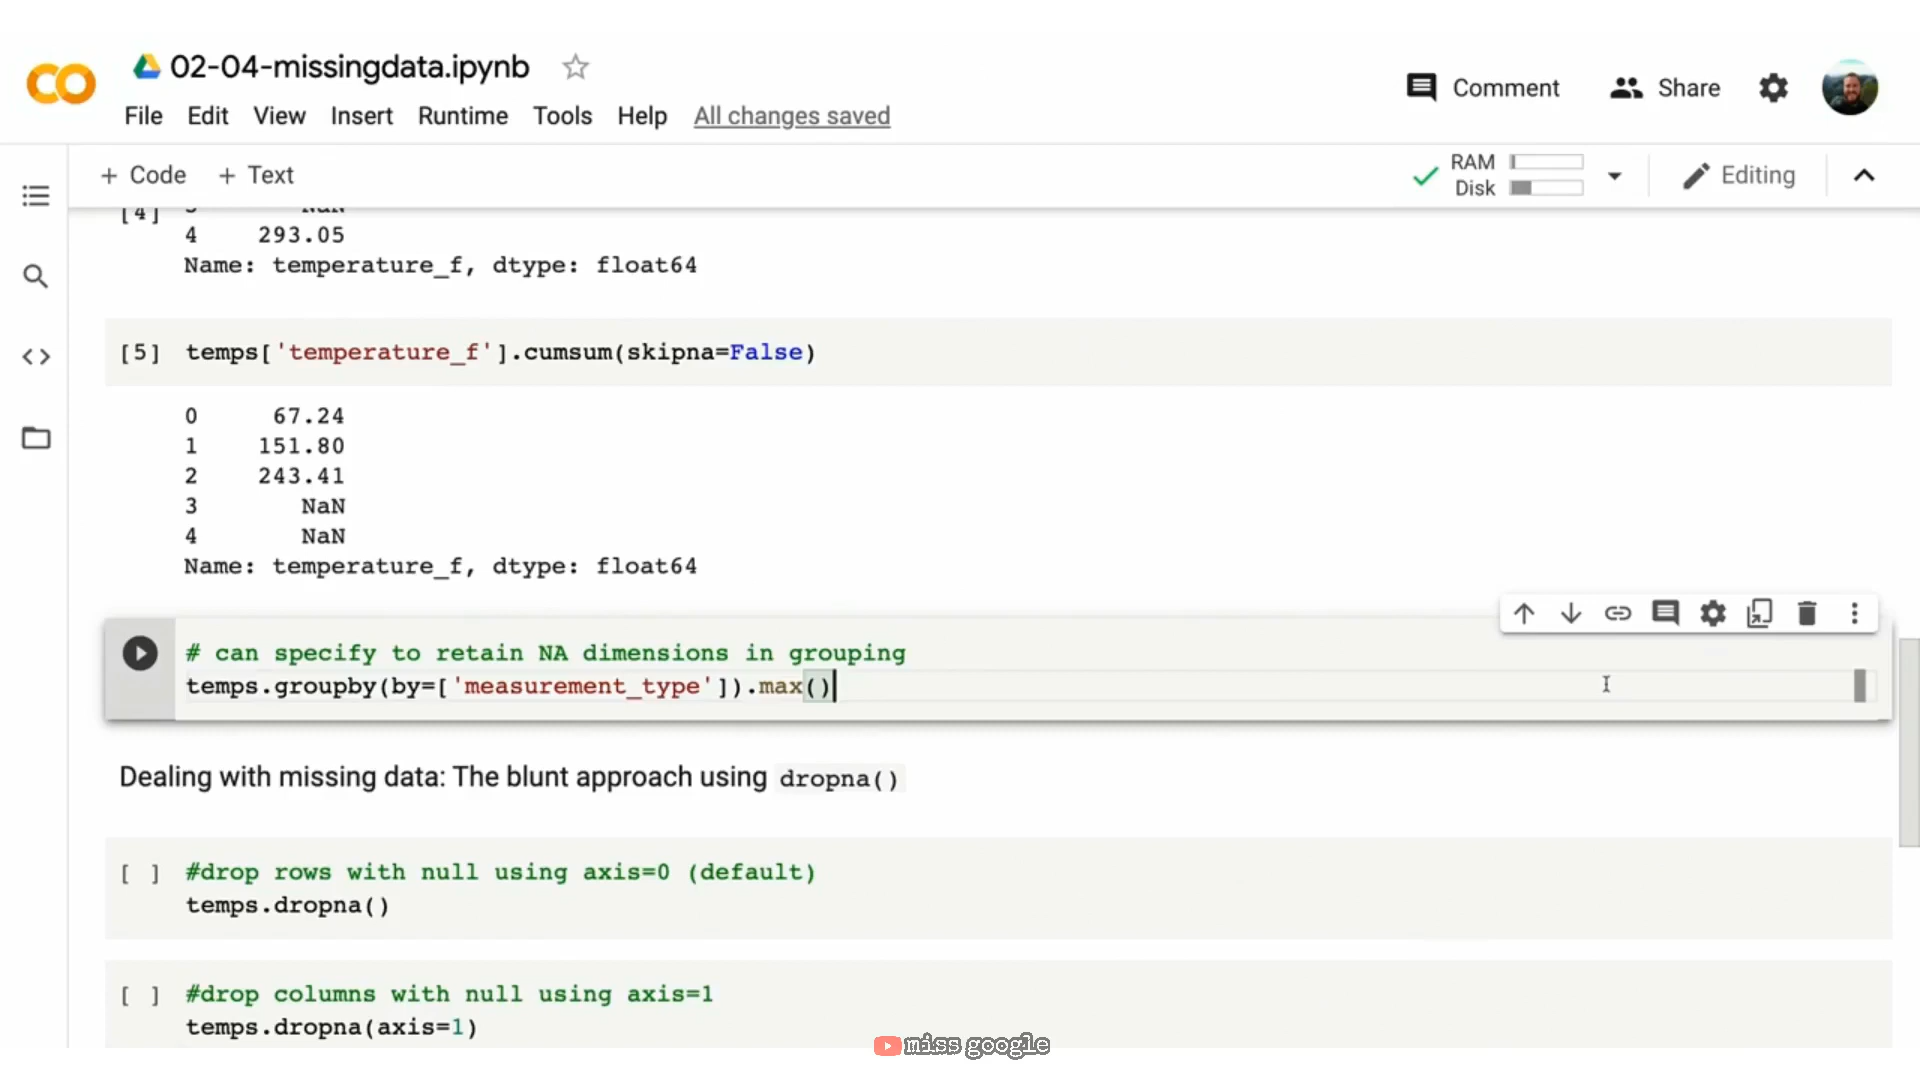 02-04-missingdata.ipynb
File Edit View Insert Runtime Tools Help All changes saved
Comment Share
+ Code + Text
RAM
Disk
Editing
[4] 3 NaN
4 293.05
Name: temperature_f, dtype: float64
[5] temps['temperature_f'].cumsum(skipna=False)
0 67.24
1 151.80
2 243.41
3 NaN
4 NaN
Name: temperature_f, dtype: float64
# can specify to retain NA dimensions in grouping
temps.groupby(by=['measurement_type']).max()
Dealing with missing data: The blunt approach using dropna()
[ ] #drop rows with null using axis=0 (default)
temps.dropna()
[ ] #drop columns with null using axis=1
temps.dropna(axis=1)
miss google